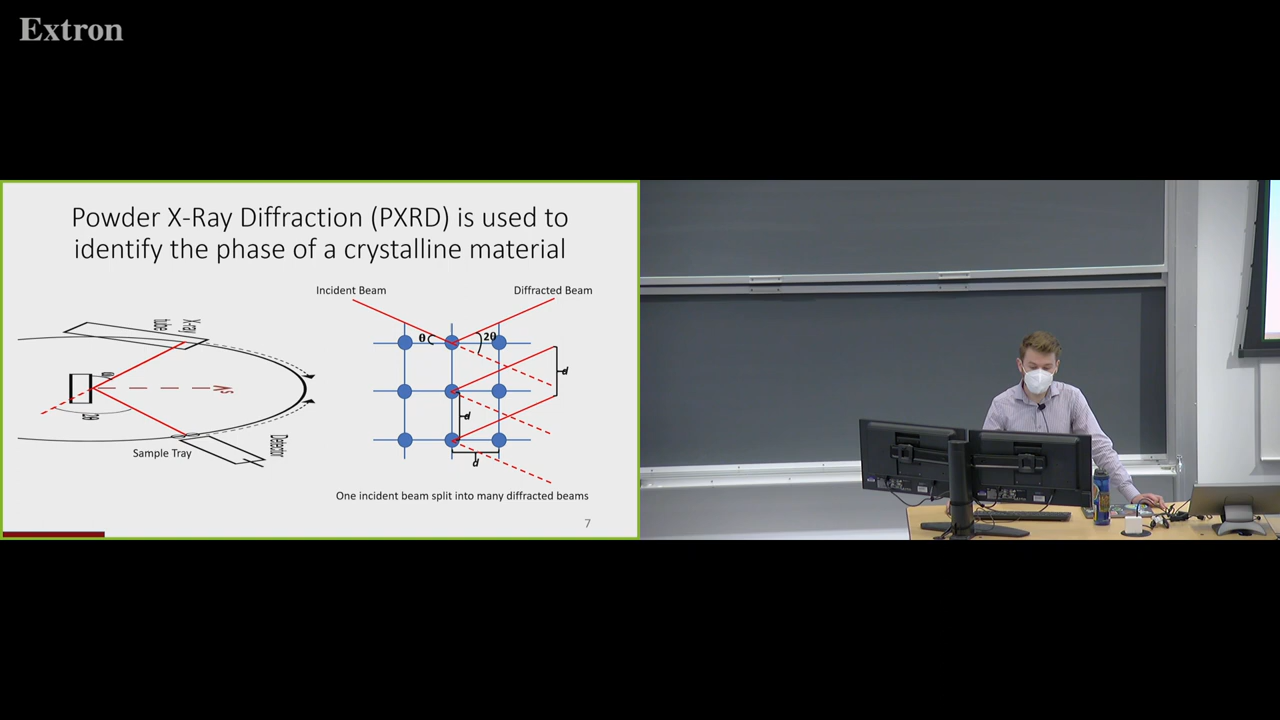 Extron
Powder X-Ray Diffraction (PXRD) is used to
identify the phase of a crystalline material
Incident Beam
Diffracted Beam
X-ray
tube
θ
2θ
d
θ
2θ
Detector
Sample Tray
d
d
One incident beam split into many diffracted beams
7